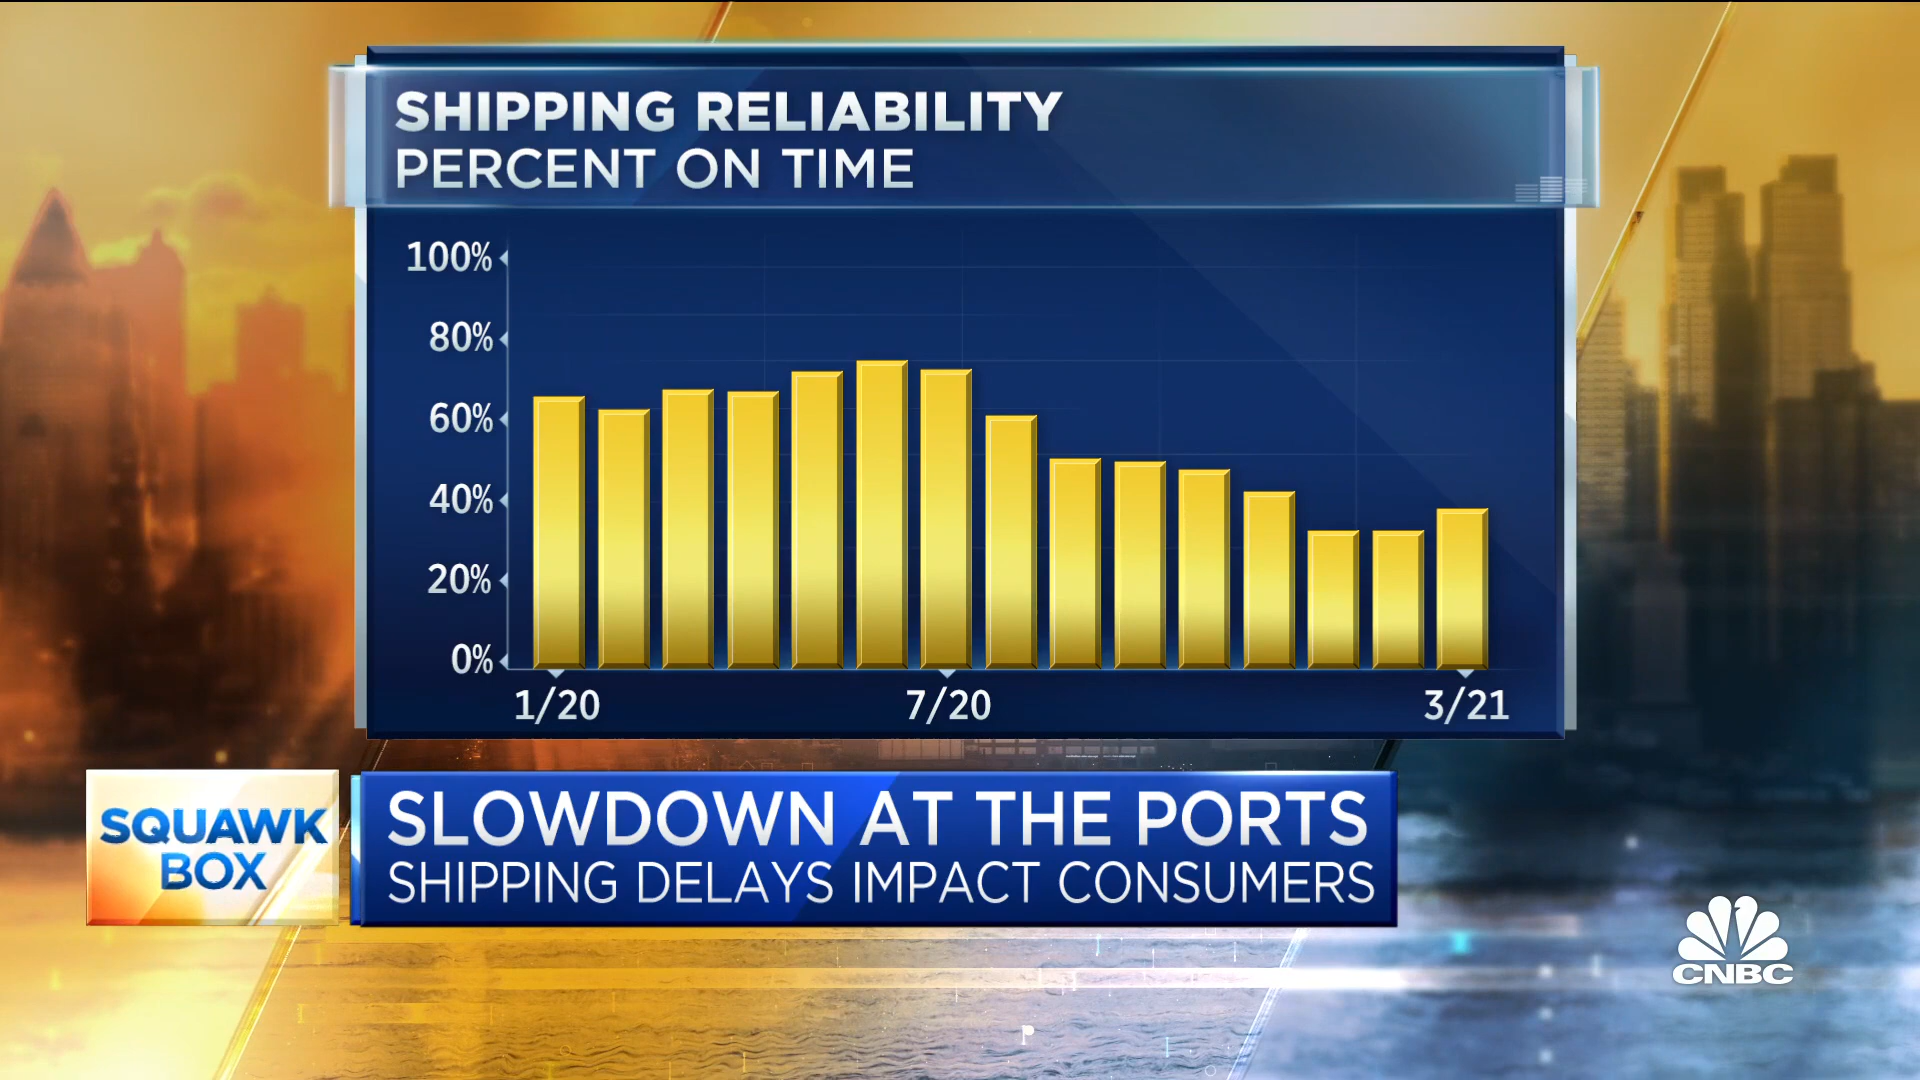 SHIPPING RELIABILITY
PERCENT ON TIME
100%
80%
60%
40%
20%
0%
1/20 7/20 3/21
SQUAWK
BOX
SLOWDOWN AT THE PORTS
SHIPPING DELAYS IMPACT CONSUMERS
CNBC